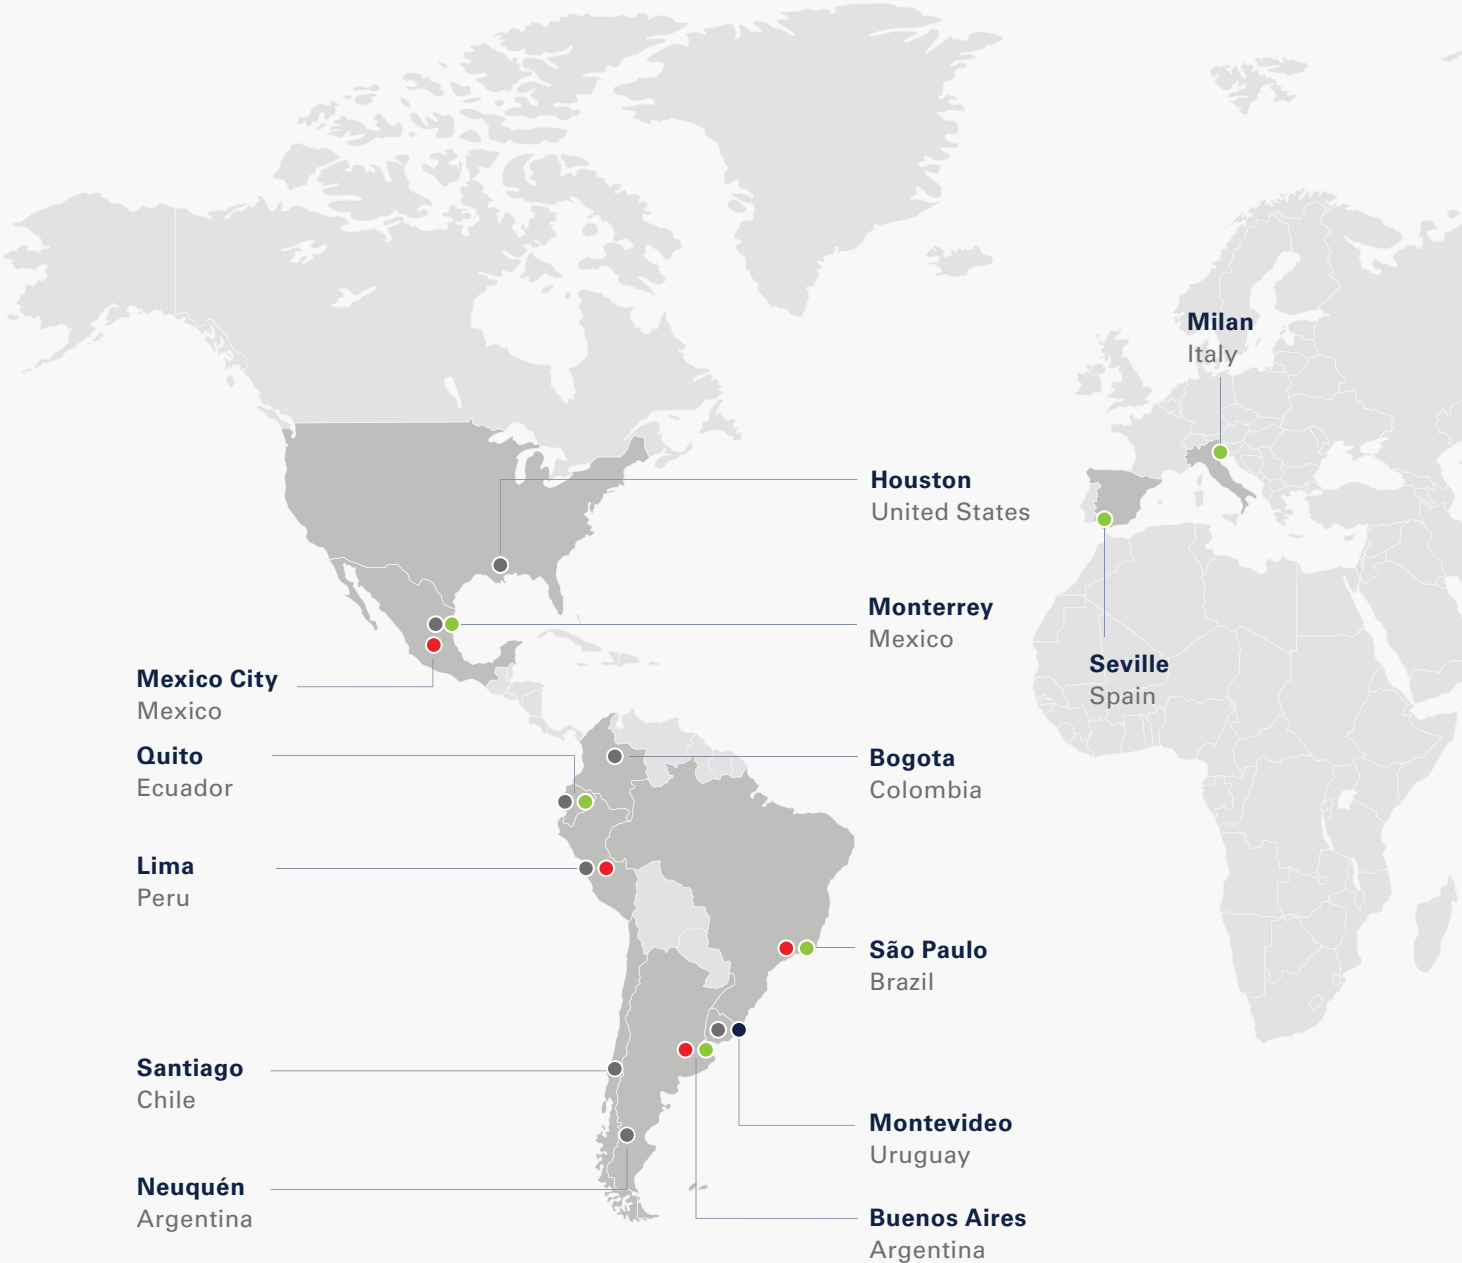 Milan
Italy
Houston
United States
Monterrey
Mexico
Seville
Spain
Mexico City
Mexico
Quito
Ecuador
Bogota
Colombia
Lima
Peru
São Paulo
Brazil
Santiago
Chile
Montevideo
Uruguay
Neuquén
Argentina
Buenos Aires
Argentina